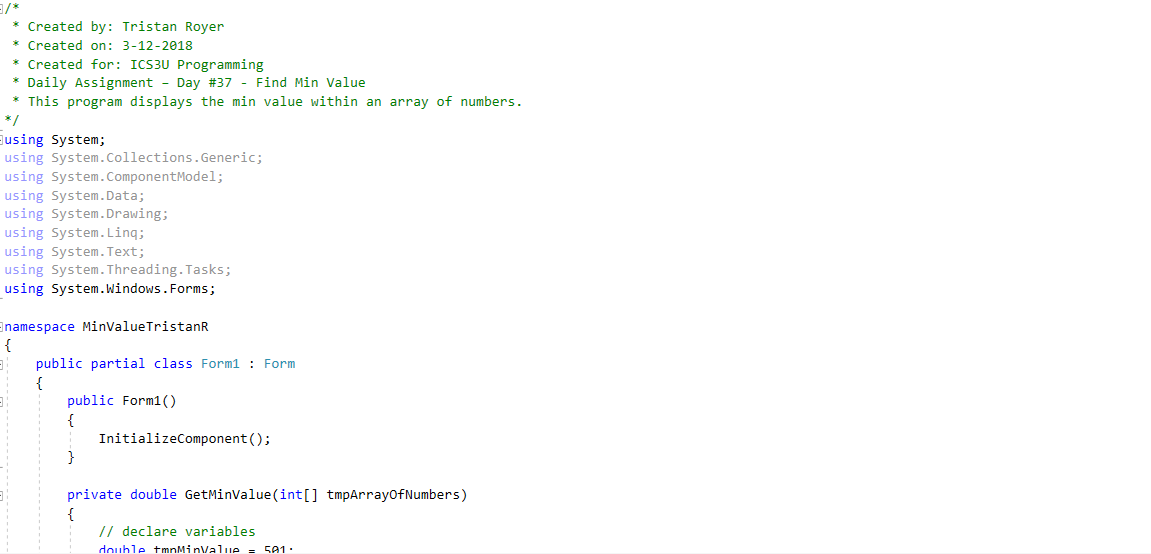 /*
* Created by: Tristan Royer
* Created on: 3-12-2018
* Created for: ICS3U Programming
* Daily Assignment – Day #37 - Find Min Value
* This program displays the min value within an array of numbers.
*/
using System;
using System.Collections.Generic;
using System.ComponentModel;
using System.Data;
using System.Drawing;
using System.Linq;
using System.Text;
using System.Threading.Tasks;
using System.Windows.Forms;
namespace MinValueTristanR
{
public partial class Form1 : Form
{
public Form1()
{
InitializeComponent();
}
private double GetMinValue(int[] tmpArrayOfNumbers)
{
// declare variables
double tmpMinValue = 501;